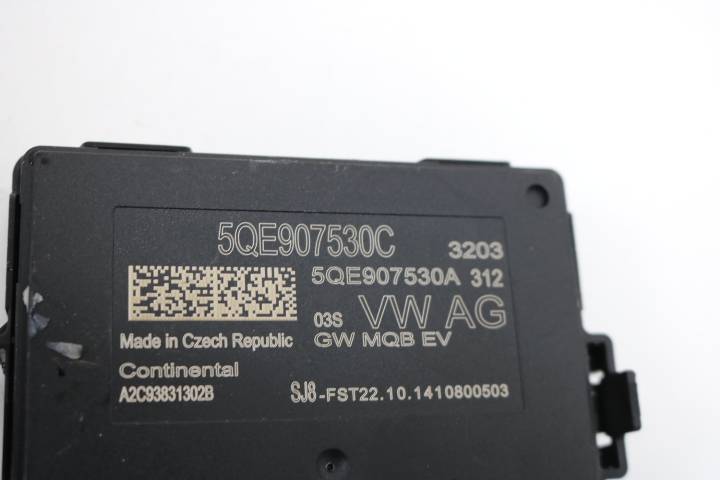 5QE907530C 3203
5QE907530A 312
03S VW AG
Made in Czech Republic GW MQB EV
Continental
A2C93831302B SJ8-FST22.10.1410800503